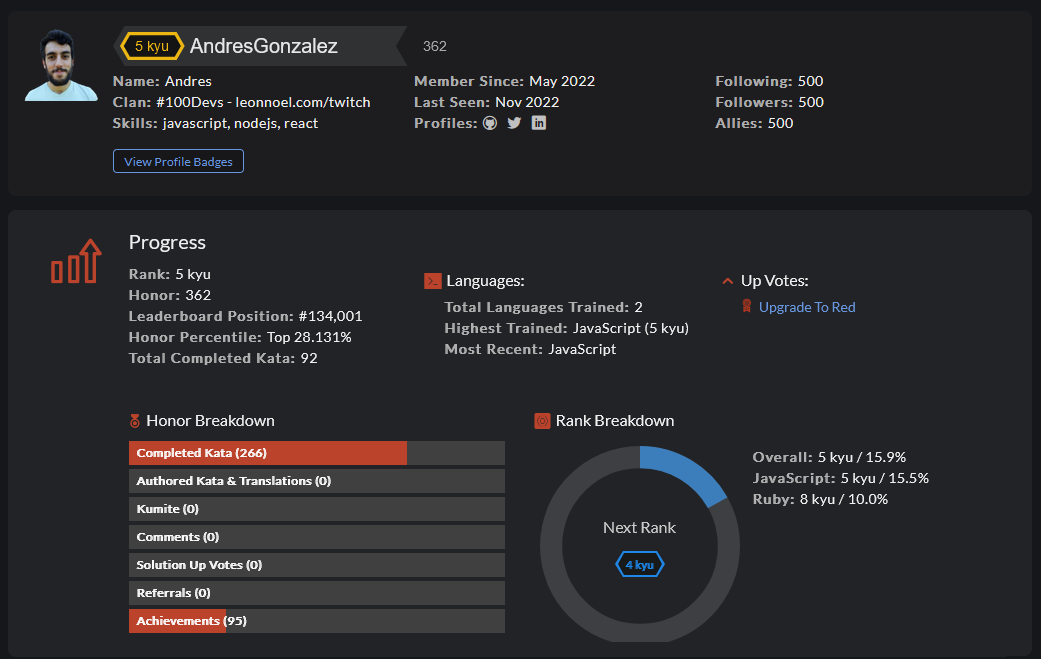 5 kyu AndresGonzalez 362
Name: Andres
Clan: #100Devs - leonnoel.com/twitch
Skills: javascript, nodejs, react
Member Since: May 2022
Last Seen: Nov 2022
Profiles:
in
Following: 500
Followers: 500
Allies: 500
View Profile Badges
Progress
Rank: 5 kyu
Honor: 362
Leaderboard Position: #134,001
Honor Percentile: Top 28.131%
Total Completed Kata: 92
Languages:
Total Languages Trained: 2
Highest Trained: JavaScript (5 kyu)
Most Recent: JavaScript
Up Votes:
Upgrade To Red
Honor Breakdown
Completed Kata (266)
Authored Kata & Translations (0)
Kumite (0)
Comments (0)
Solution Up Votes (0)
Referrals (0)
Achievements (95)
Rank Breakdown
Next Rank
4 kyu
Overall: 5 kyu / 15.9%
JavaScript: 5 kyu / 15.5%
Ruby: 8 kyu / 10.0%